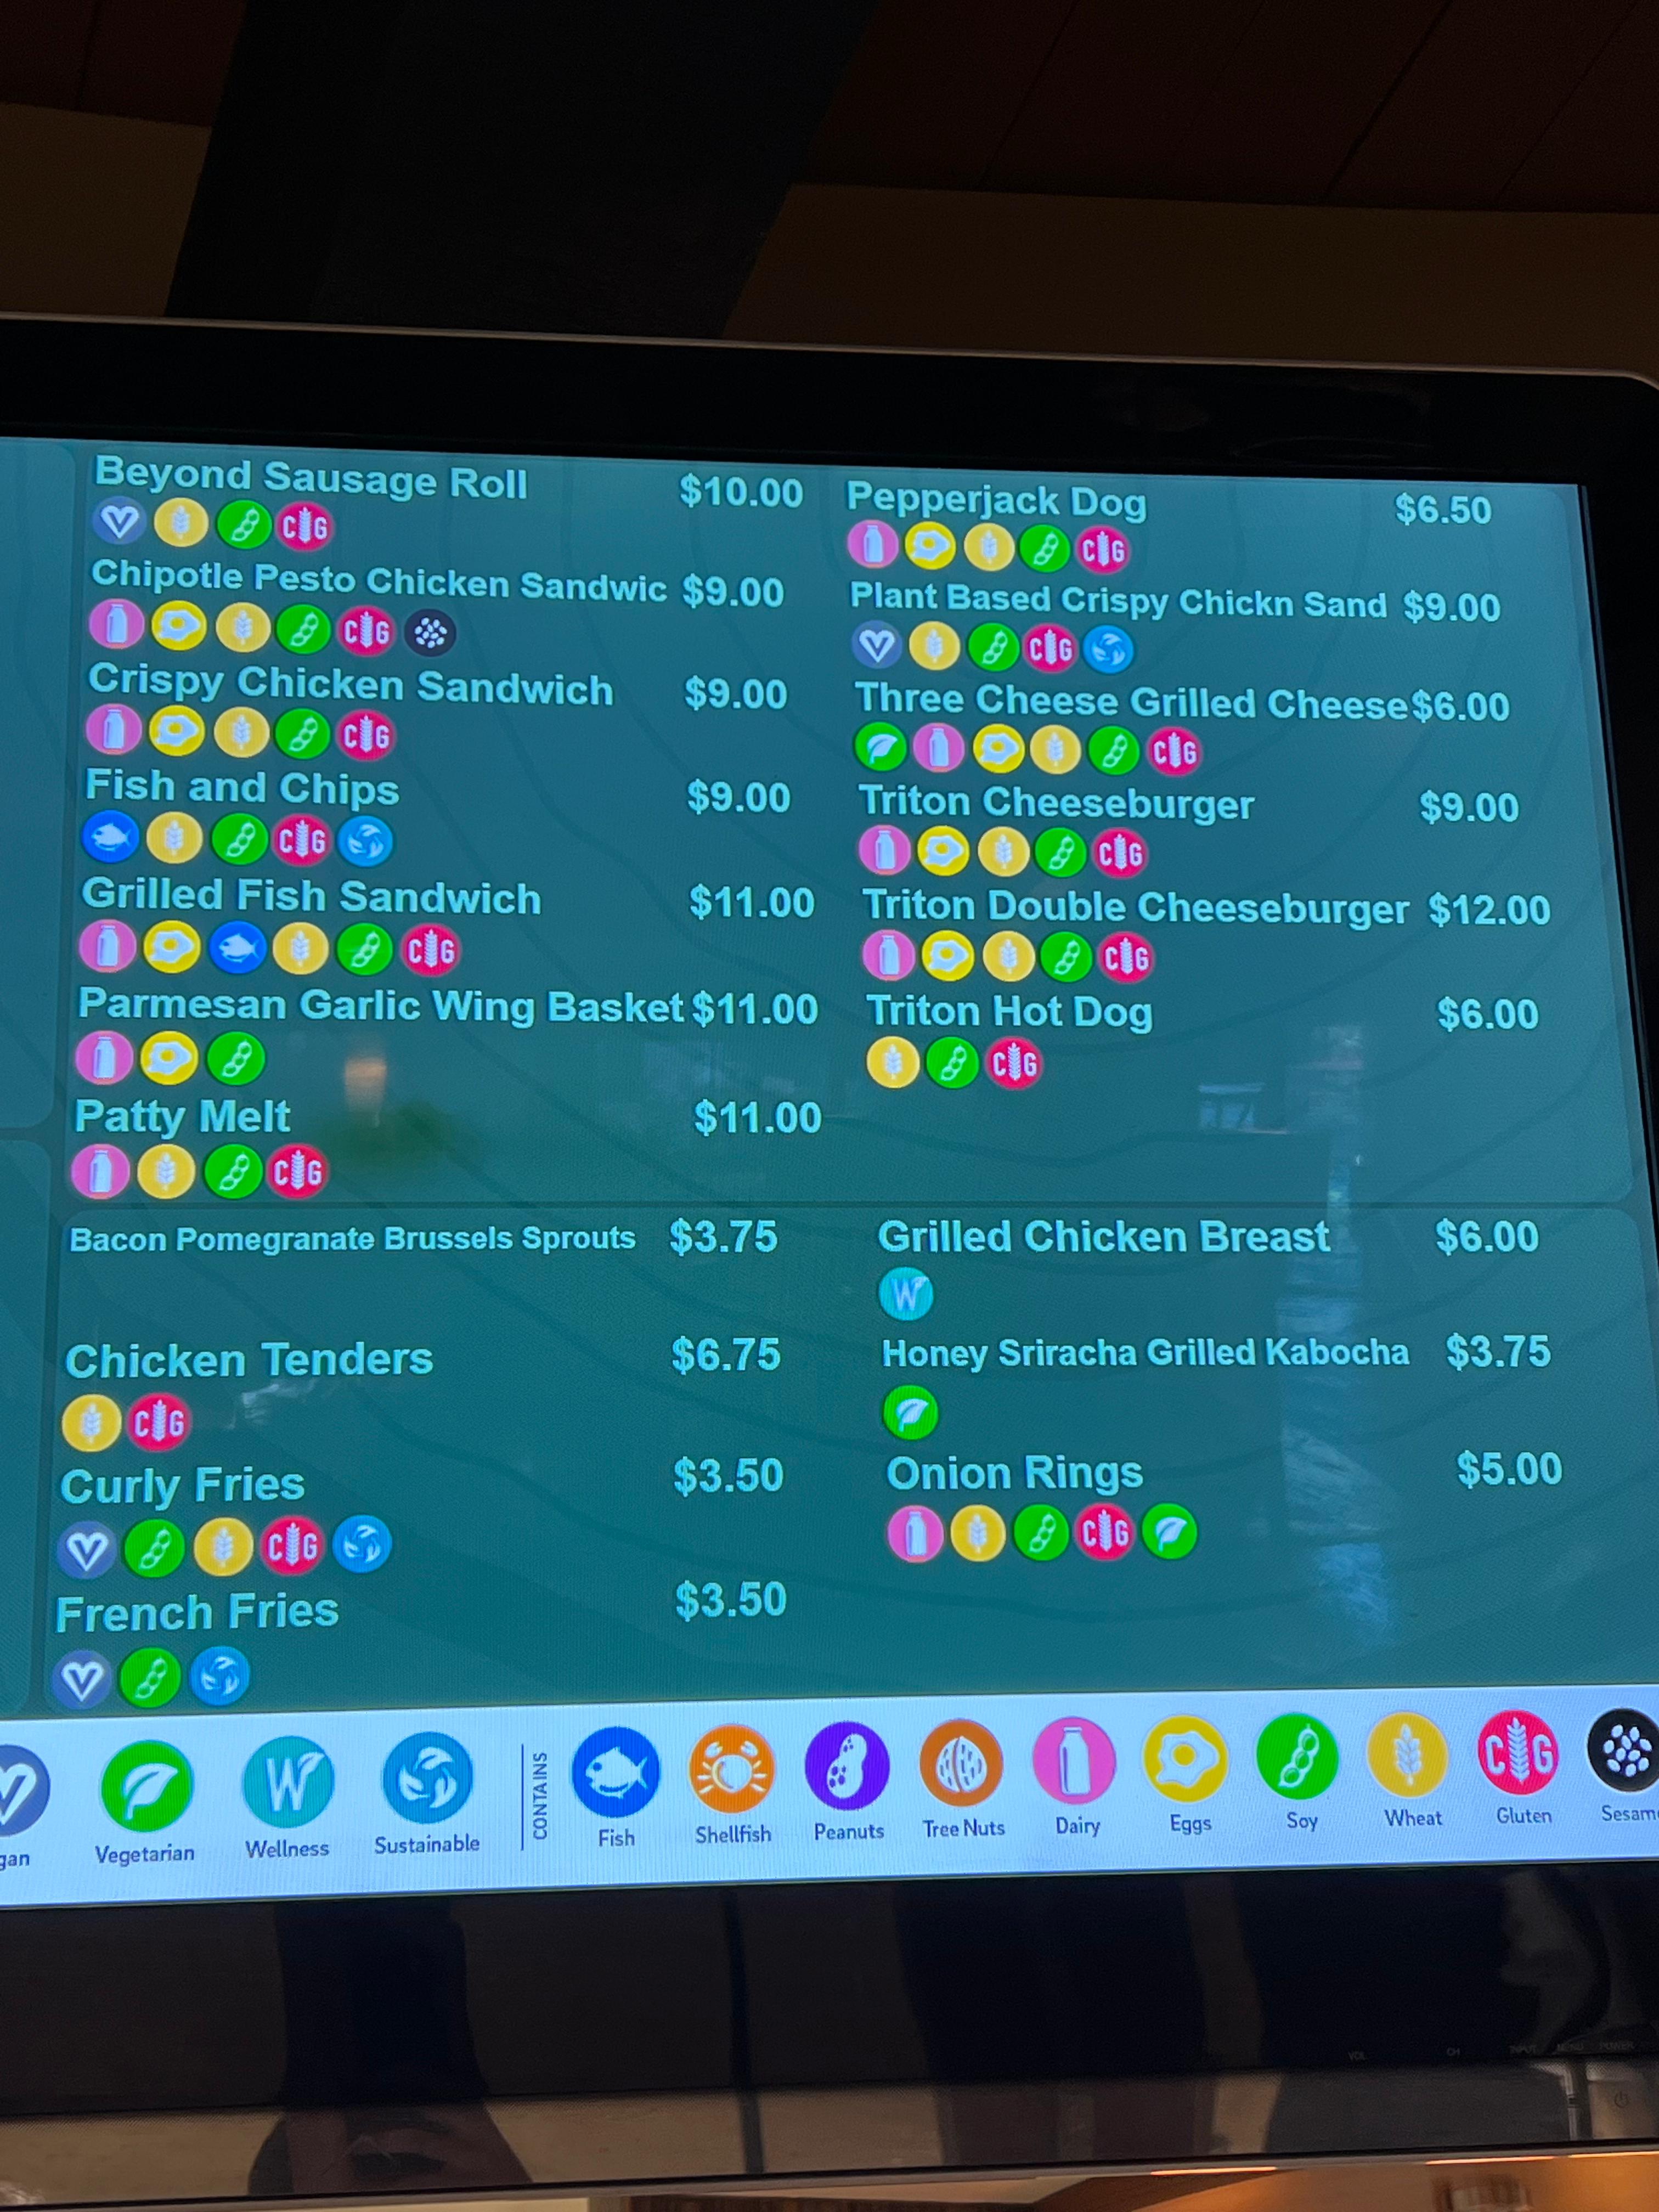 Beyond Sausage Roll $10.00
Chipotle Pesto Chicken Sandwic $9.00
Crispy Chicken Sandwich $9.00
Fish and Chips $9.00
Grilled Fish Sandwich $11.00
Parmesan Garlic Wing Basket $11.00
Patty Melt $11.00
Pepperjack Dog $6.50
Plant Based Crispy Chickn Sand $9.00
Three Cheese Grilled Cheese $6.00
Triton Cheeseburger $9.00
Triton Double Cheeseburger $12.00
Triton Hot Dog $6.00
Bacon Pomegranate Brussels Sprouts $3.75
Chicken Tenders $6.75
Curly Fries $3.50
French Fries $3.50
Grilled Chicken Breast $6.00
W
Honey Sriracha Grilled Kabocha $3.75
Onion Rings $5.00
gan Vegetarian Wellness Sustainable CONTAINS Fish Shellfish Peanuts Tree Nuts Dairy Eggs Soy Wheat Gluten Sesam